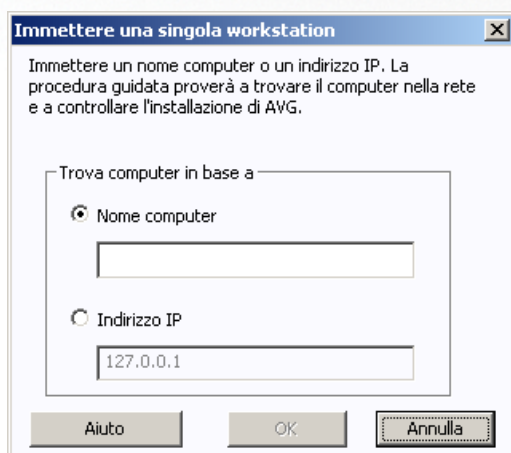 Immettere una singola workstation
Immettere un nome computer o un indirizzo IP. La
procedura guidata proverà a trovare il computer nella rete
e a controllare l'installazione di AVG.
Trova computer in base a
Nome computer
Indirizzo IP
127.0.0.1
Aiuto
OK
Annulla